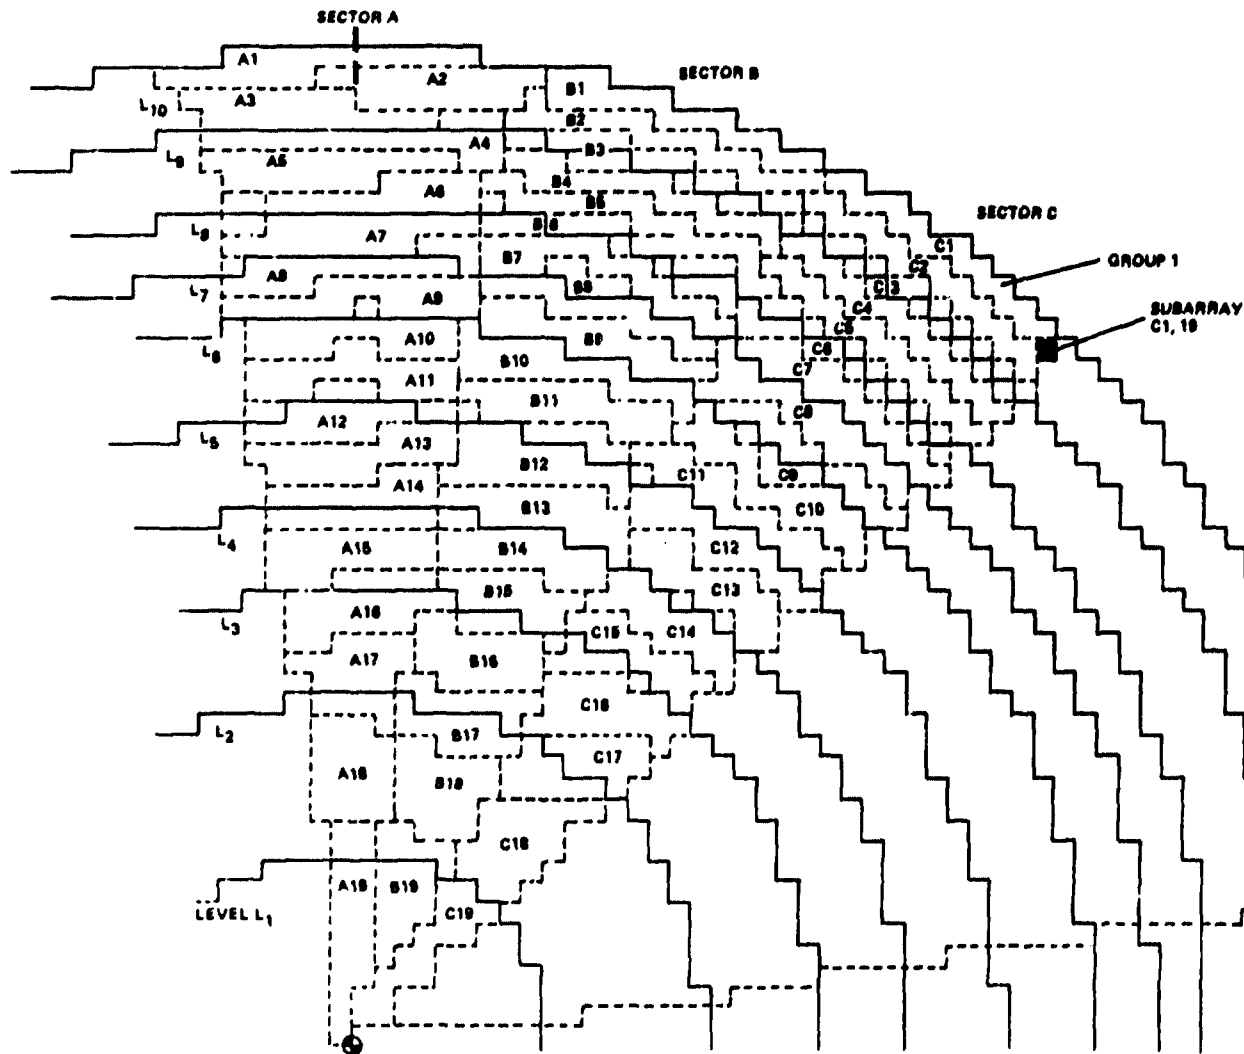 SECTOR A
A1
A2
SECTOR B
B1
A3
L10
B2
A4
B3
L9
A5
B4
A6
B5
SECTOR C
L8
B6
A7
C1
B7
C2
GROUP 1
A8
L7
B8
C3
A9
C4
SUBARRAY
C1, 19
C5
L6
A10
B9
C6
B10
C7
A11
B11
C8
A12
L5
A13
B12
C11
C9
A14
B13
C10
L4
A15
B14
C12
B15
C13
L3
A16
C15
C14
A17
B16
C16
L2
B17
C17
A18
B18
C18
A19
B19
LEVEL L1
C19